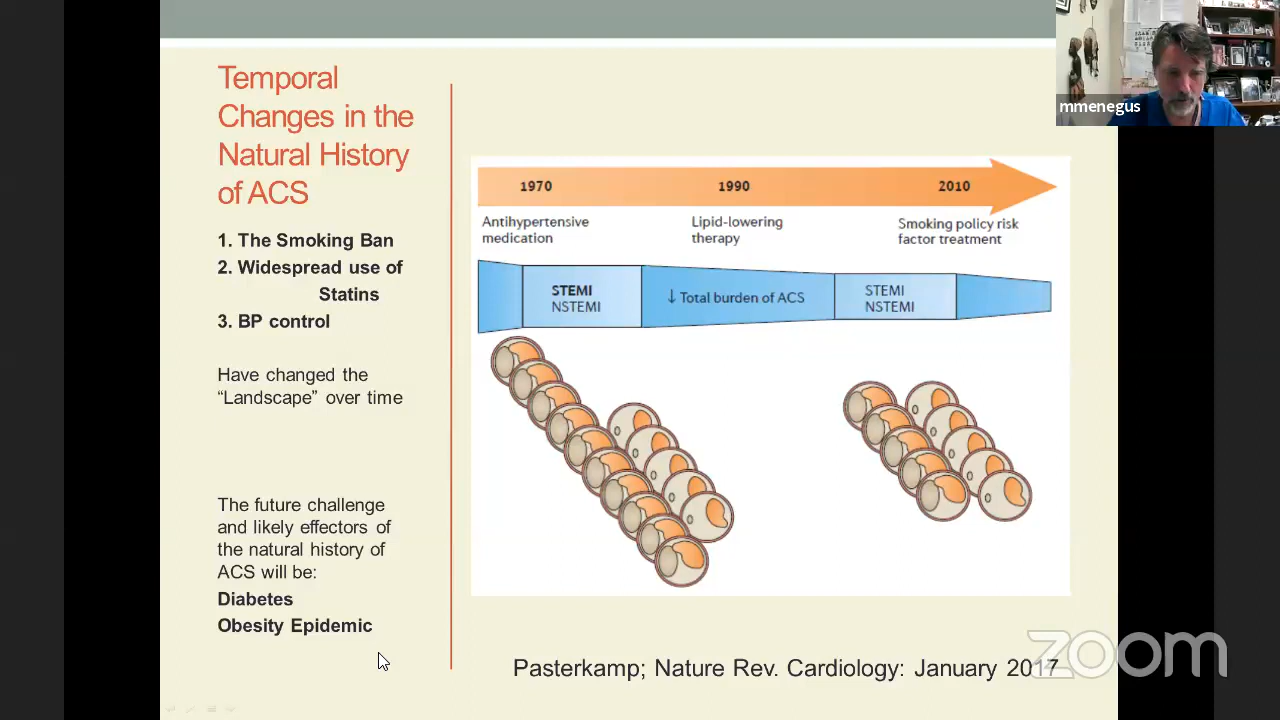 Temporal
Changes in the
Natural History
of ACS
1. The Smoking Ban
2. Widespread use of
Statins
3. BP control
Have changed the
“Landscape” over time
The future challenge
and likely effectors of
the natural history of
ACS will be:
Diabetes
Obesity Epidemic
mmenegus
1970 1990 2010
Antihypertensive
medication
Lipid-lowering
therapy
Smoking policy risk
factor treatment
STEMI
NSTEMI
↓ Total burden of ACS
STEMI
NSTEMI
Pasterkamp; Nature Rev. Cardiology: January 2017
zoom